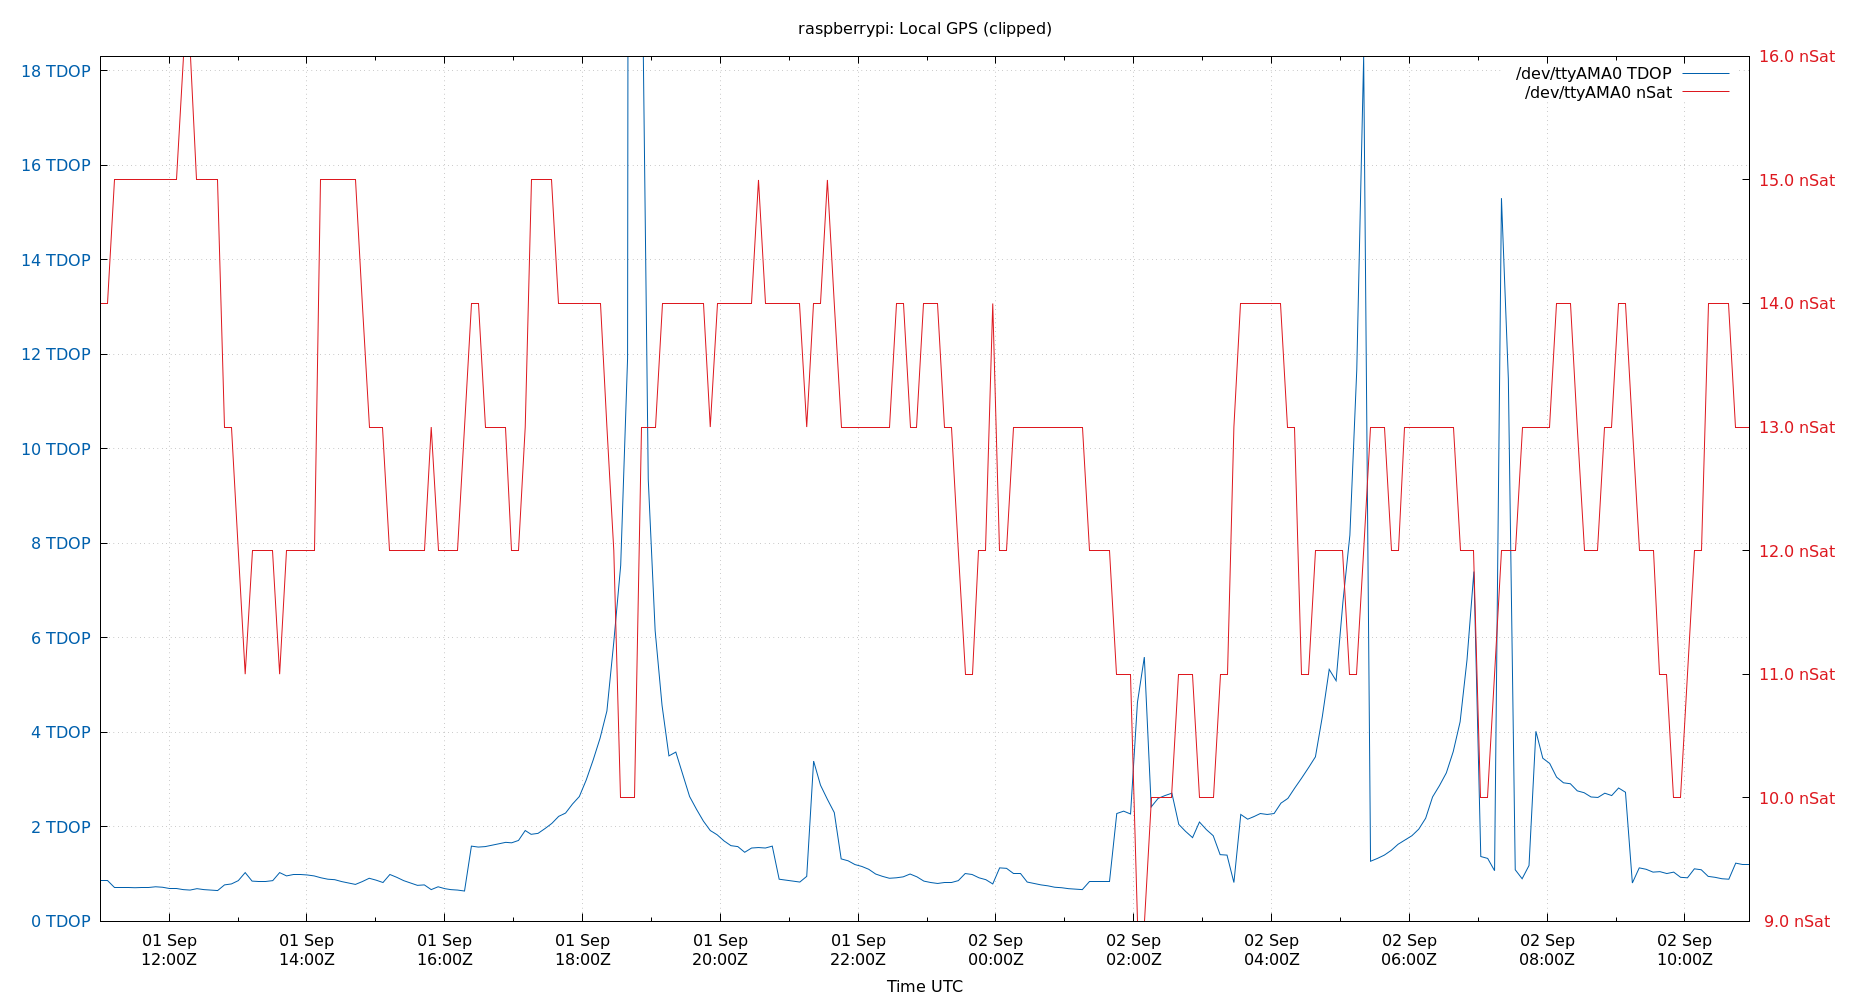 raspberrypi: Local GPS (clipped)
18 TDOP
16 TDOP
14 TDOP
12 TDOP
10 TDOP
8 TDOP
6 TDOP
4 TDOP
2 TDOP
0 TDOP
/dev/ttyAMA0 TDOP
/dev/ttyAMA0 nSat
16.0 nSat
15.0 nSat
14.0 nSat
13.0 nSat
12.0 nSat
11.0 nSat
10.0 nSat
9.0 nSat
01 Sep
12:00Z
01 Sep
14:00Z
01 Sep
16:00Z
01 Sep
18:00Z
01 Sep
20:00Z
01 Sep
22:00Z
02 Sep
00:00Z
02 Sep
02:00Z
02 Sep
04:00Z
02 Sep
06:00Z
02 Sep
08:00Z
02 Sep
10:00Z
Time UTC